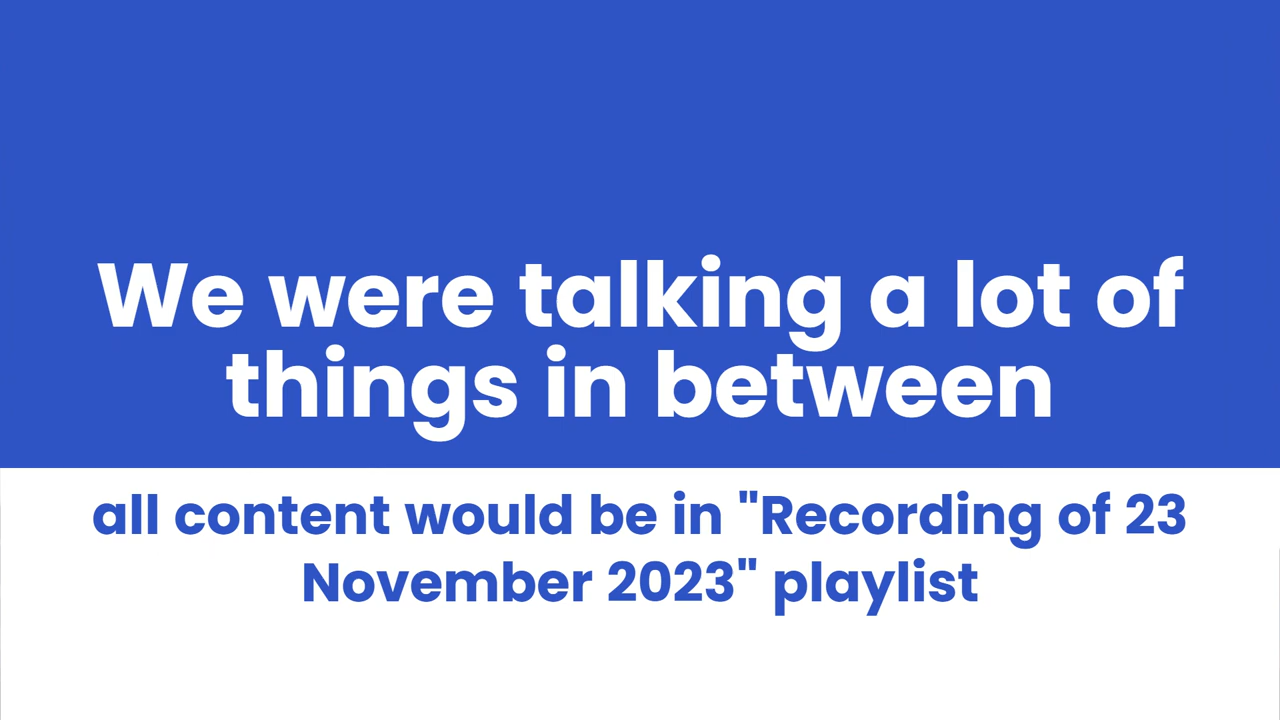 We were talking a lot of
things in between
all content would be in "Recording of 23
November 2023" playlist